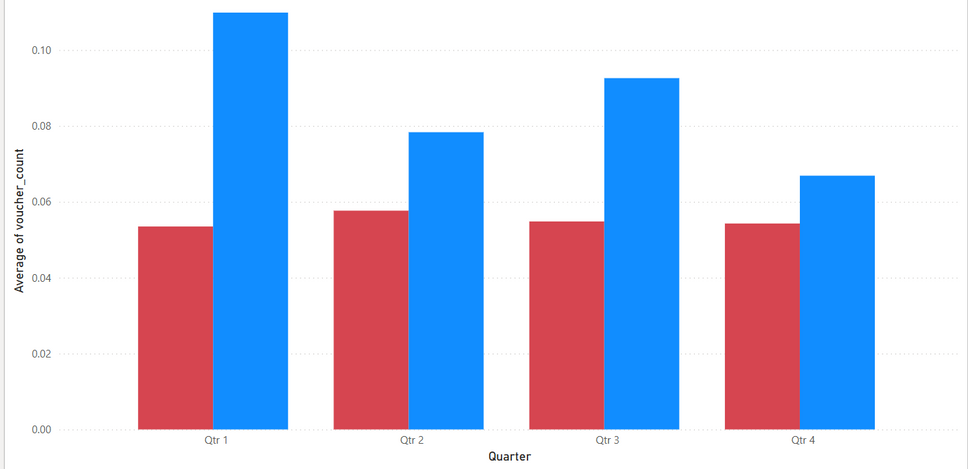 0.10
0.08
0.06
0.04
0.02
0.00
Average of voucher_count
Qtr 1
Qtr 2
Qtr 3
Qtr 4
Quarter